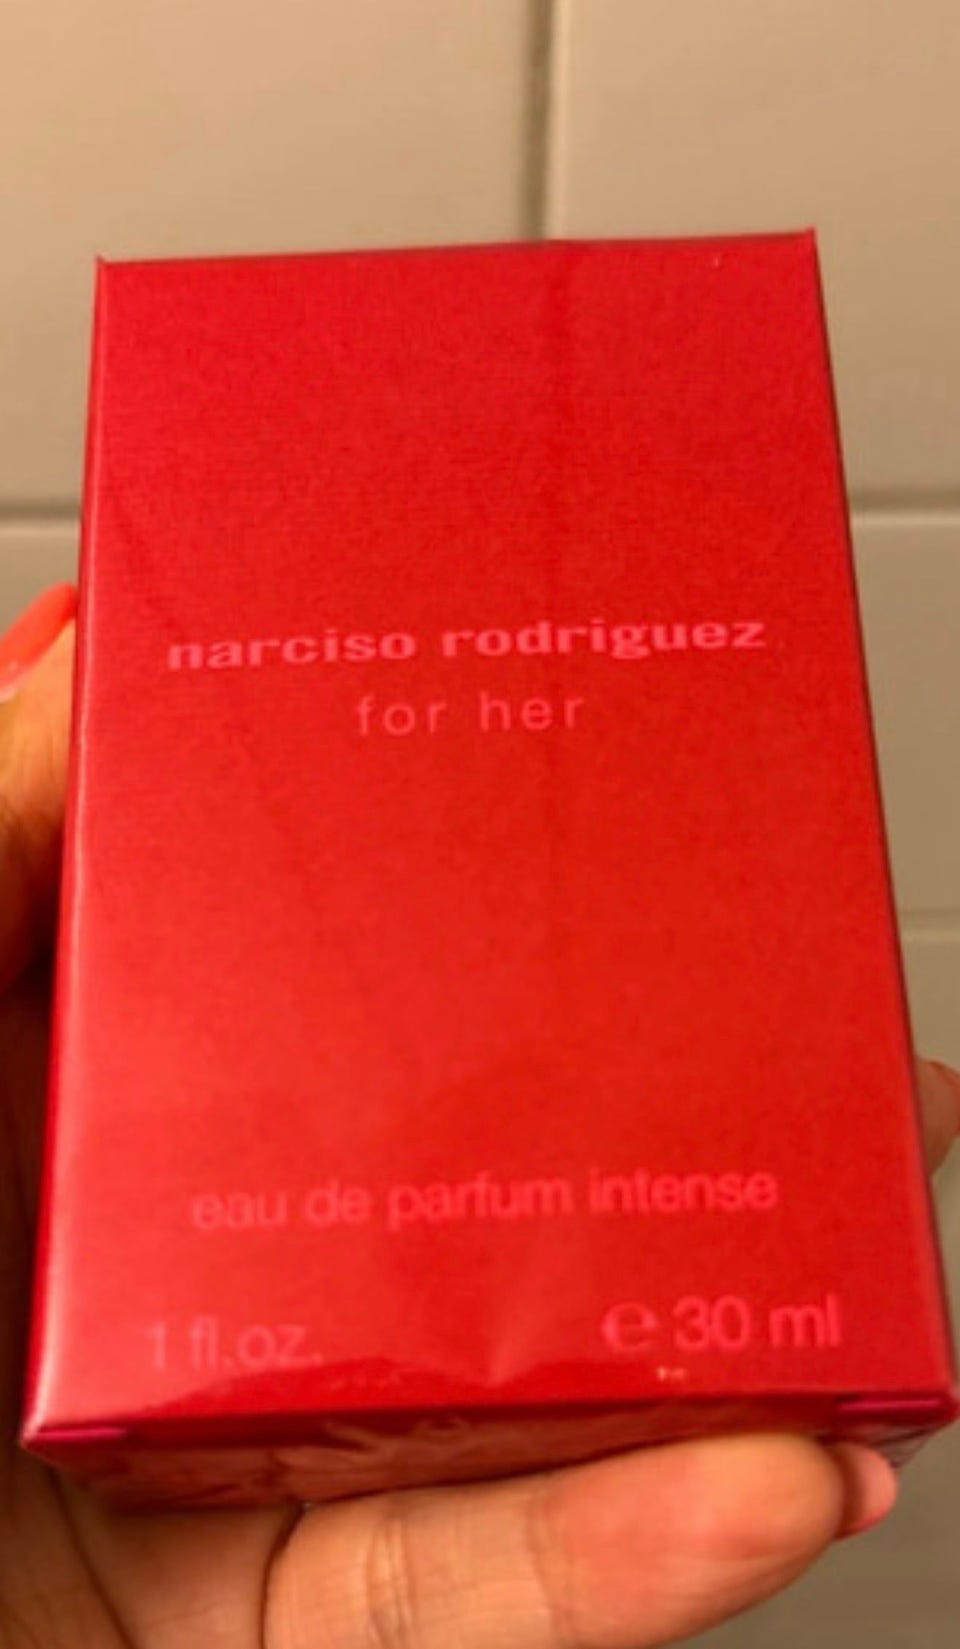 narciso rodriguez
for her
eau de parfum intense
1 fl.oz. ℮ 30 ml